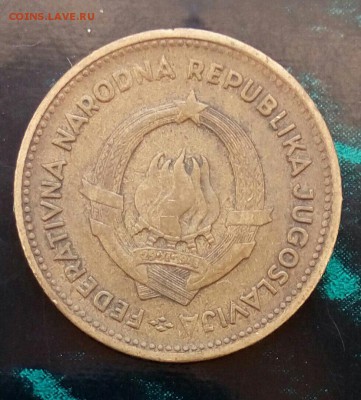 COINS.LAVE.RU
FEDERATIVNA NARODNA REPUBLIKA JUGOSLAVIJA